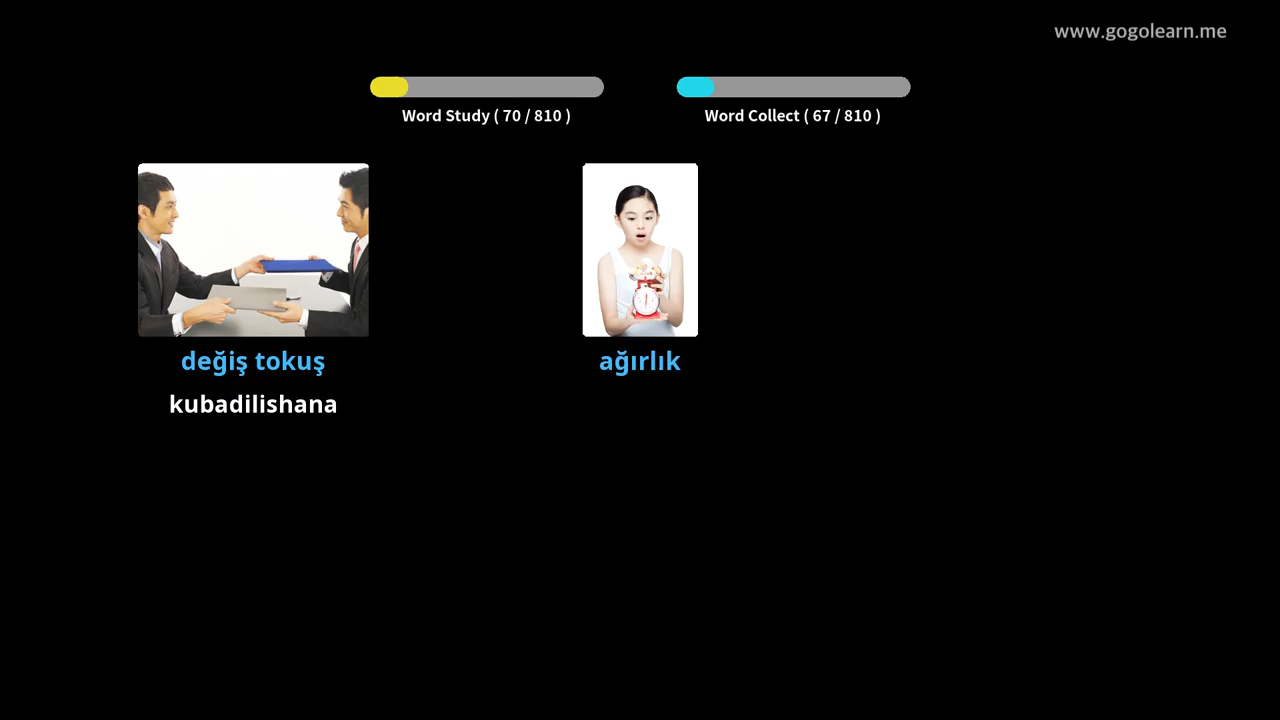 www.gogolearn.me
Word Study ( 70 / 810 )
Word Collect ( 67 / 810 )
değiş tokuş
ağırlık
kubadilishana